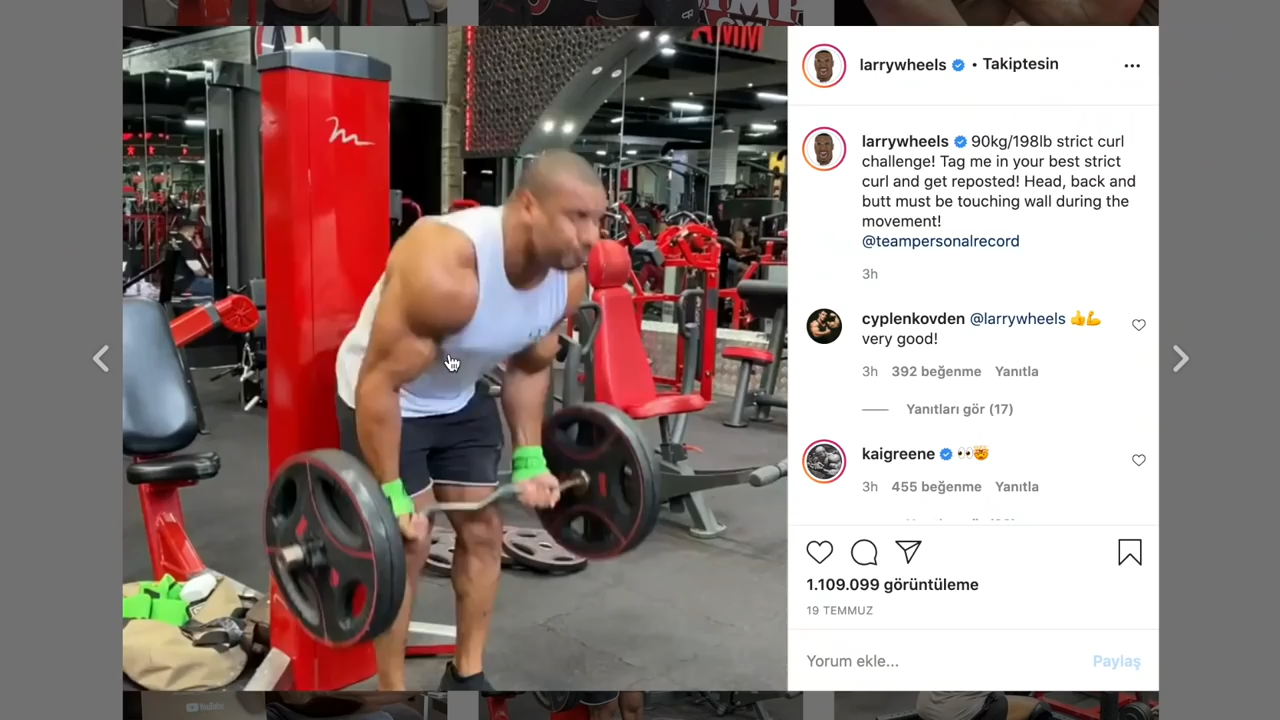 larrywheels • Takiptesin
larrywheels 90kg/198lb strict curl
challenge! Tag me in your best strict
curl and get reposted! Head, back and
butt must be touching wall during the
movement!
@teampersonalrecord
3h
cyplenkovden @larrywheels 👍💪
very good!
3h 392 beğenme Yanıtla
Yanıtları gör (17)
kaigreene 👀🤯
3h 455 beğenme Yanıtla
1.109.099 görüntüleme
19 TEMMUZ
Yorum ekle... Paylaş
YouTube